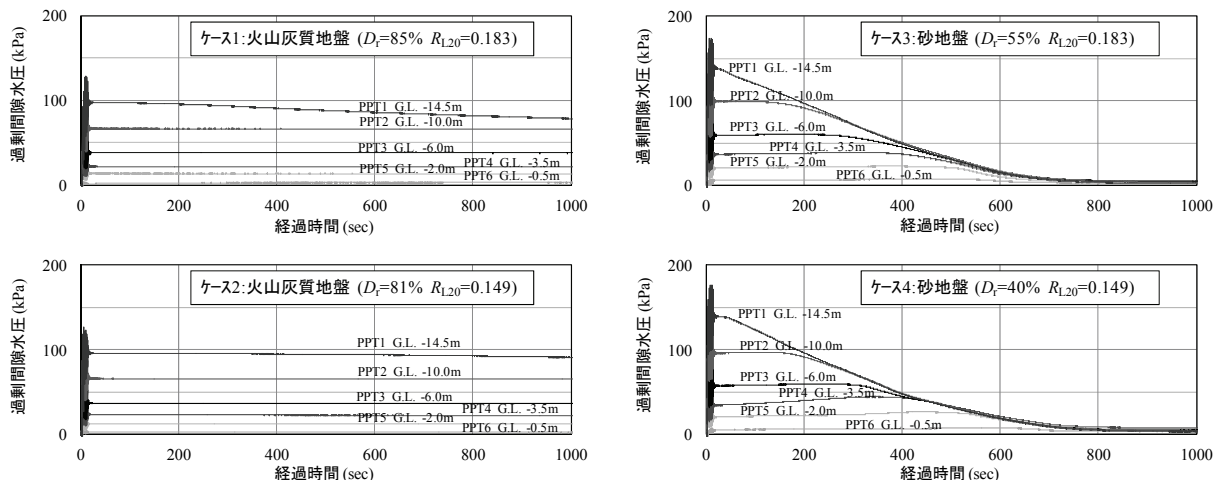 過剰間隙水圧 (kPa)
200
100
0
ケース1:火山灰質地盤 (Dr=85% RL20=0.183)
PPT1 G.L. -14.5m
PPT2 G.L. -10.0m
PPT3 G.L. -6.0m
PPT4 G.L. -3.5m
PPT5 G.L. -2.0m
PPT6 G.L. -0.5m
0 200 400 600 800 1000
経過時間 (sec)
過剰間隙水圧 (kPa)
200
100
0
ケース3:砂地盤 (Dr=55% RL20=0.183)
PPT1 G.L. -14.5m
PPT2 G.L. -10.0m
PPT3 G.L. -6.0m
PPT4 G.L. -3.5m
PPT5 G.L. -2.0m
PPT6 G.L. -0.5m
0 200 400 600 800 1000
経過時間 (sec)
過剰間隙水圧 (kPa)
200
100
0
ケース2:火山灰質地盤 (Dr=81% RL20=0.149)
PPT1 G.L. -14.5m
PPT2 G.L. -10.0m
PPT3 G.L. -6.0m
PPT4 G.L. -3.5m
PPT5 G.L. -2.0m
PPT6 G.L. -0.5m
0 200 400 600 800 1000
経過時間 (sec)
過剰間隙水圧 (kPa)
200
100
0
ケース4:砂地盤 (Dr=40% RL20=0.149)
PPT1 G.L. -14.5m
PPT2 G.L. -10.0m
PPT3 G.L. -6.0m
PPT4 G.L. -3.5m
PPT5 G.L. -2.0m
PPT6 G.L. -0.5m
0 200 400 600 800 1000
経過時間 (sec)